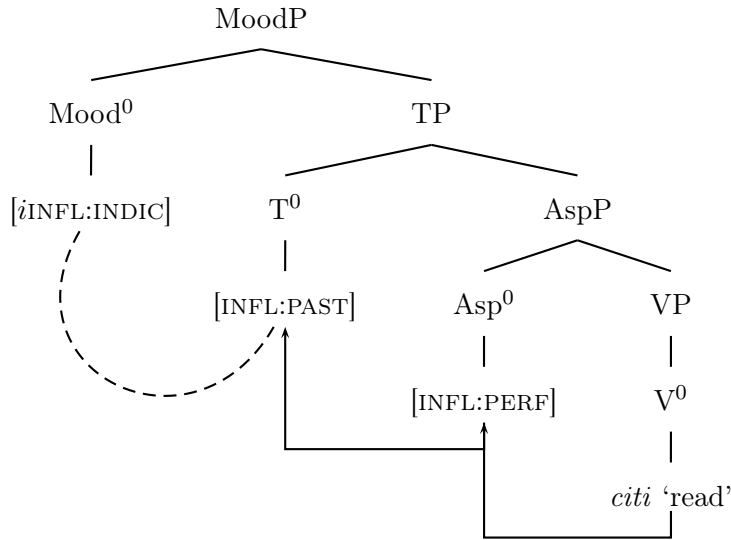 MoodP
Mood⁰ TP
[iINFL:INDIC] T⁰ AspP
[INFL:PAST] Asp⁰ VP
[INFL:PERF] V⁰
citi ‘read’